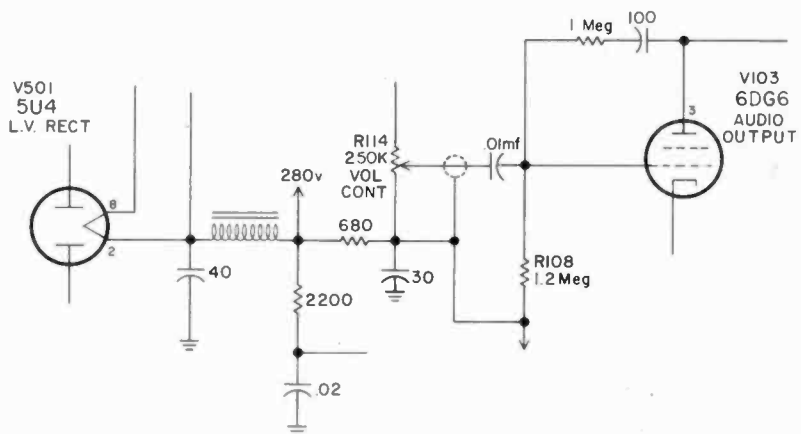 V501
5U4
L.V. RECT
8
2
40
280v
680
2200
.02
R114
250K
VOL
CONT
30
.01mf
1 Meg
100
R108
1.2 Meg
3
V103
6DG6
AUDIO
OUTPUT